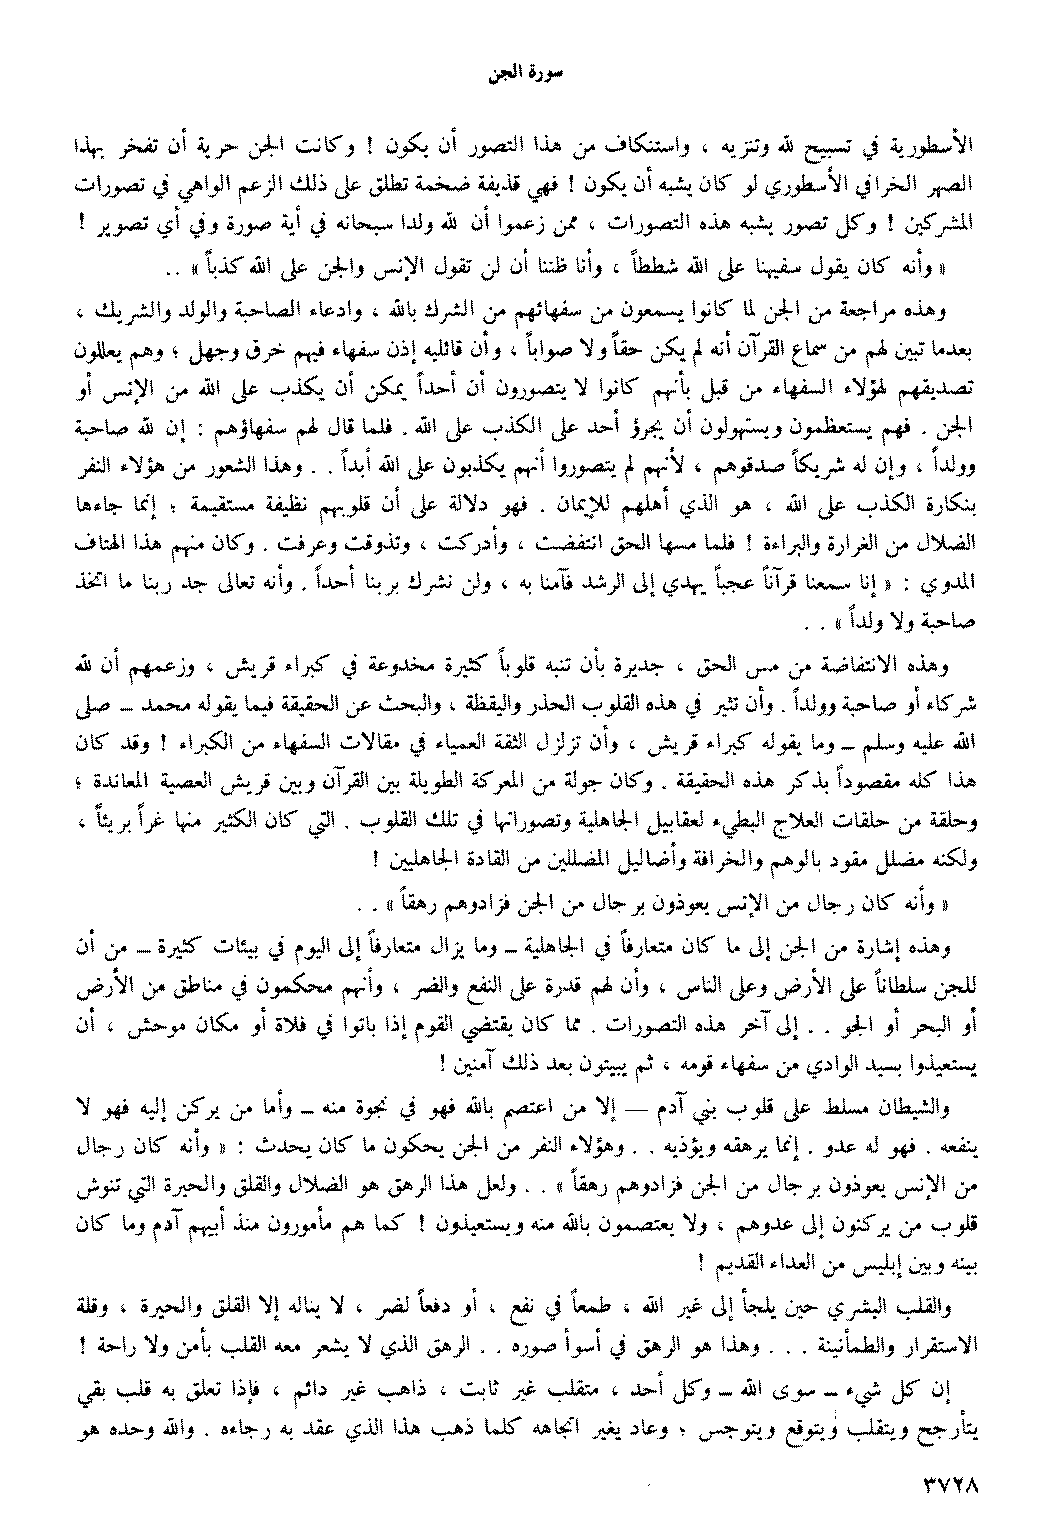 سورة الجن
الأسطورية في تسبيح لله وتنزيه ، واستنكاف من هذا التصور أن يكون ! وكانت الجن حرية أن تفخر بهذا
الصهر الخرافي الأسطوري لو كان يشبه أن يكون ! فهي قذيفة ضخمة تطلق على ذلك الزعم الواهي في تصورات
المشركين ! وكل تصور يشبه هذه التصورات ، ممن زعموا أن لله ولدا سبحانه في أية صورة وفي أي تصوير !
« وأنه كان يقول سفيهنا على الله شططاً ، وأنا ظننا أن لن تقول الإنس والجن على الله كذباً » ..
وهذه مراجعة من الجن لما كانوا يسمعون من سفهائهم من الشرك بالله ، وادعاء الصاحبة والولد والشريك ،
بعدما تبين لهم من سماع القرآن أنه لم يكن حقاً ولا صواباً ، وأن قائليه إذن سفهاء فيهم خرق وجهل ؛ وهم يعللون
تصديقهم لهؤلاء السفهاء من قبل بأنهم كانوا لا يتصورون أن أحداً يمكن أن يكذب على الله من الإنس أو
الجن . فهم يستعظمون ويستهولون أن يجرؤ أحد على الكذب على الله . فلما قال لهم سفهاؤهم : إن لله صاحبة
وولداً ، وإن له شريكاً صدقوهم ، لأنهم لم يتصوروا أنهم يكذبون على الله أبداً . . وهذا الشعور من هؤلاء النفر
بنكارة الكذب على الله ، هو الذي أهلهم للإيمان . فهو دلالة على أن قلوبهم نظيفة مستقيمة ؛ إنما جاءها
الضلال من الغرارة والبراءة ! فلما مسها الحق انتفضت ، وأدركت ، وتذوقت وعرفت . وكان منهم هذا الهتاف
المدوي : « إنا سمعنا قرآناً عجباً يهدي إلى الرشد فآمنا به ، ولن نشرك بربنا أحداً . وأنه تعالى جد ربنا ما اتخذ
صاحبة ولا ولداً » . .
وهذه الانتفاضة من مس الحق ، جديرة بأن تنبه قلوباً كثيرة مخدوعة في كبراء قريش ، وزعمهم أن لله
شركاء أو صاحبة وولداً . وأن تثير في هذه القلوب الحذر واليقظة ، والبحث عن الحقيقة فيما يقوله محمد – صلى
الله عليه وسلم – وما يقوله كبراء قريش ، وأن تزلزل الثقة العمياء في مقالات السفهاء من الكبراء ! وقد كان
هذا كله مقصوداً بذكر هذه الحقيقة . وكان جولة من المعركة الطويلة بين القرآن وبين قريش العصية المعاندة ؛
وحلقة من حلقات العلاج البطيء لعقابيل الجاهلية وتصوراتها في تلك القلوب . التي كان الكثير منها غراً بريئاً ،
ولكنه مضلل مقود بالوهم والخرافة وأضاليل المضللين من القادة الجاهليين !
« وأنه كان رجال من الإنس يعوذون برجال من الجن فزادوهم رهقاً » . .
وهذه إشارة من الجن إلى ما كان متعارفاً في الجاهلية – وما يزال متعارفاً إلى اليوم في بيئات كثيرة – من أن
للجن سلطاناً على الأرض وعلى الناس ، وأن لهم قدرة على النفع والضر ، وأنهم محكمون في مناطق من الأرض
أو البحر أو الجو . . إلى آخر هذه التصورات . مما كان يقتضي القوم إذا باتوا في فلاة أو مكان موحش ، أن
يستعيذوا بسيد الوادي من سفهاء قومه ، ثم يبيتون بعد ذلك آمنين !
والشيطان مسلط على قلوب بني آدم – إلا من اعتصم بالله فهو في نجوة منه – وأما من يركن إليه فهو لا
ينفعه . فهو له عدو . إنما يرهقه ويؤذيه . . وهؤلاء النفر من الجن يحكون ما كان يحدث : « وأنه كان رجال
من الإنس يعوذون برجال من الجن فزادوهم رهقاً » . . ولعل هذا الرهق هو الضلال والقلق والحيرة التي تنوش
قلوب من يركنون إلى عدوهم ، ولا يعتصمون بالله منه ويستعيذون ! كما هم مأمورون منذ أبيهم آدم وما كان
بينه وبين إبليس من العداء القديم !
والقلب البشري حين يلجأ إلى غير الله ، طمعاً في نفع ، أو دفعاً لضر ، لا يناله إلا القلق والحيرة ، وقلة
الاستقرار والطمأنينة . . . وهذا هو الرهق في أسوأ صوره . . الرهق الذي لا يشعر معه القلب بأمن ولا راحة !
إن كل شيء – سوى الله – وكل أحد ، متقلب غير ثابت ، ذاهب غير دائم ، فإذا تعلق به قلب بقي
يتأرجح ويتقلب ويتوقع ويتوجس ؛ وعاد يغير اتجاهه كلما ذهب هذا الذي عقد به رجاءه . والله وحده هو
٣٧٢٨